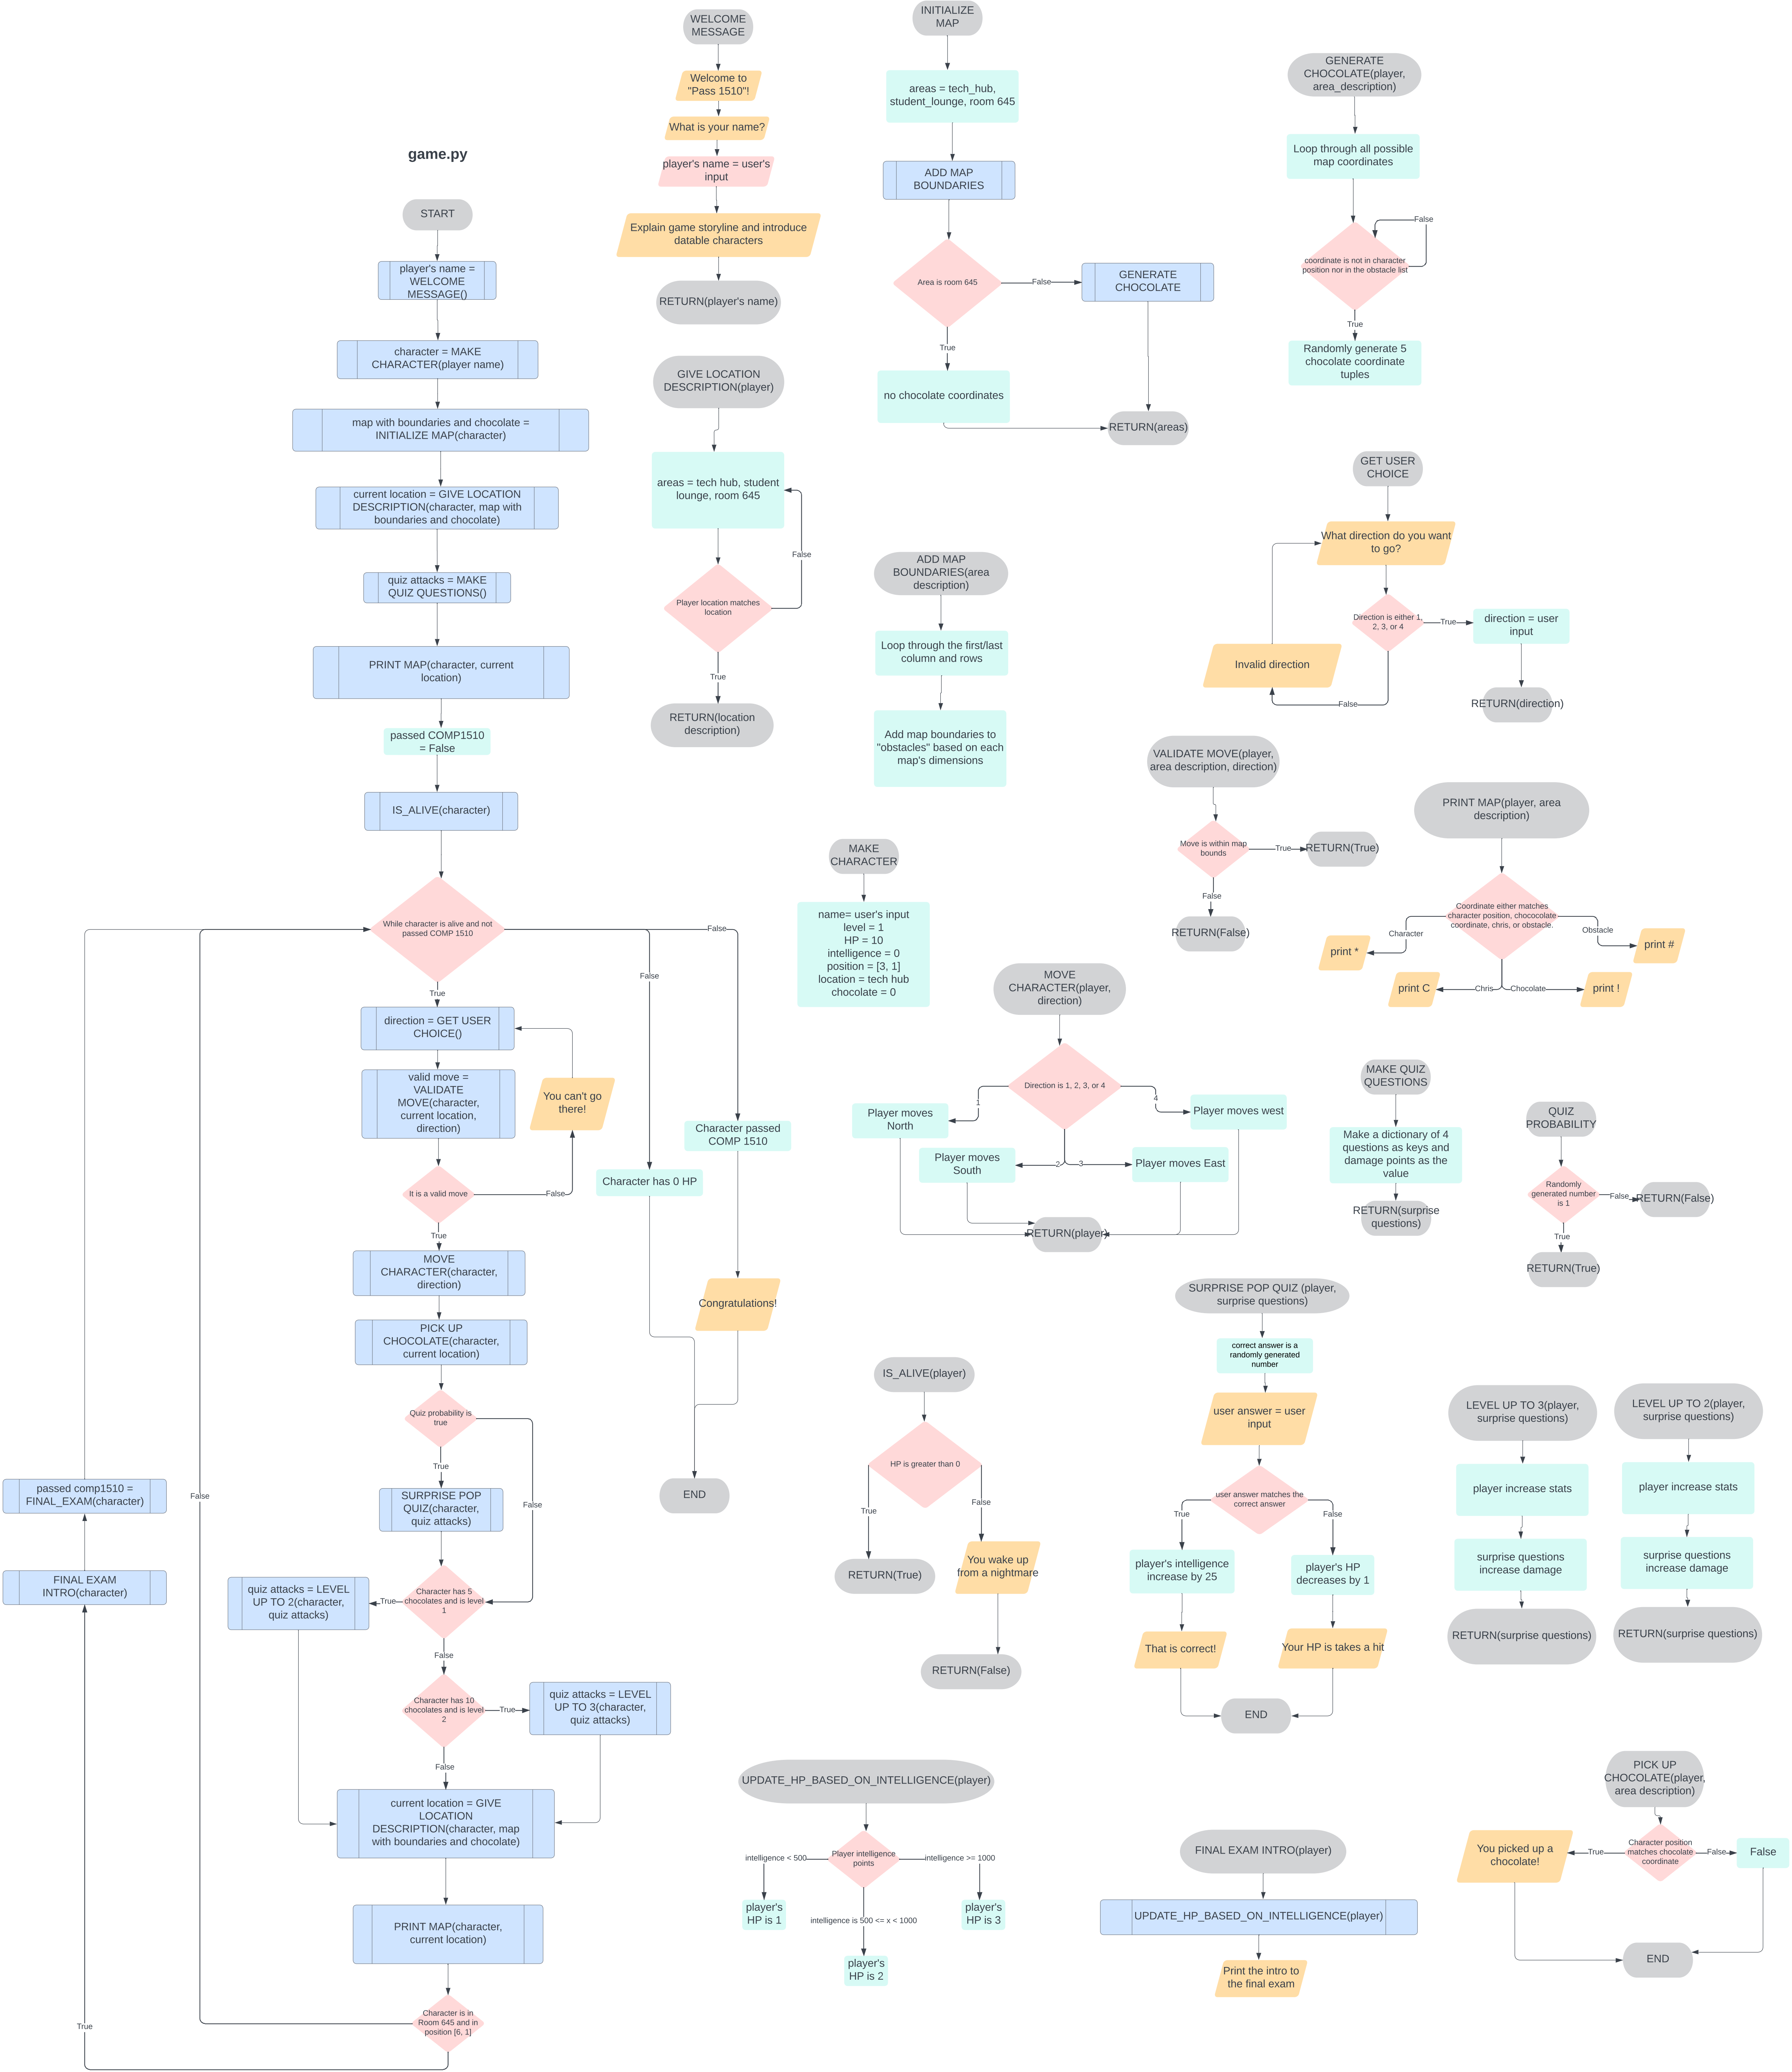 game.py
START
player's name =
WELCOME
MESSAGE()
character = MAKE
CHARACTER(player name)
map with boundaries and chocolate =
INITIALIZE MAP(character)
current location = GIVE LOCATION
DESCRIPTION(character, map with
boundaries and chocolate)
quiz attacks = MAKE
QUIZ QUESTIONS()
PRINT MAP(character, current
location)
passed COMP1510
= False
IS_ALIVE(character)
While character is alive and not
passed COMP 1510
False
False
True
direction = GET USER
CHOICE()
valid move =
VALIDATE
MOVE(character,
current location,
direction)
You can't go
there!
It is a valid move
False
True
Character passed
COMP 1510
Character has 0 HP
MOVE
CHARACTER(character,
direction)
Congratulations!
PICK UP
CHOCOLATE(character,
current location)
Quiz probability is
true
True
False
SURPRISE POP
QUIZ(character,
quiz attacks)
END
passed comp1510 =
FINAL_EXAM(character)
False
FINAL EXAM
INTRO(character)
Character has 5
chocolates and is level
1
True
quiz attacks = LEVEL
UP TO 2(character,
quiz attacks)
False
Character has 10
chocolates and is level
2
True
quiz attacks = LEVEL
UP TO 3(character,
quiz attacks)
False
current location = GIVE
LOCATION
DESCRIPTION(character, map
with boundaries and chocolate)
PRINT MAP(character,
current location)
Character is in
Room 645 and in
position [6, 1]
True
WELCOME
MESSAGE
Welcome to
"Pass 1510"!
What is your name?
player's name = user's
input
Explain game storyline and introduce
datable characters
RETURN(player's name)
GIVE LOCATION
DESCRIPTION(player)
areas = tech hub, student
lounge, room 645
False
Player location matches
location
True
RETURN(location
description)
INITIALIZE
MAP
areas = tech_hub,
student_lounge, room 645
ADD MAP
BOUNDARIES
Area is room 645
False
GENERATE
CHOCOLATE
True
no chocolate coordinates
RETURN(areas)
GENERATE
CHOCOLATE(player,
area_description)
Loop through all possible
map coordinates
False
coordinate is not in character
position nor in the obstacle list
True
Randomly generate 5
chocolate coordinate
tuples
GET USER
CHOICE
What direction do you want
to go?
Direction is either 1,
2, 3, or 4
True
direction = user
input
Invalid direction
False
RETURN(direction)
ADD MAP
BOUNDARIES(area
description)
Loop through the first/last
column and rows
Add map boundaries to
"obstacles" based on each
map's dimensions
VALIDATE MOVE(player,
area description, direction)
Move is within map
bounds
True
RETURN(True)
False
RETURN(False)
PRINT MAP(player, area
description)
Coordinate either matches
character position, chococolate
coordinate, chris, or obstacle.
Character
Obstacle
print *
print #
print C
Chris
Chocolate
print !
MAKE
CHARACTER
name= user's input
level = 1
HP = 10
intelligence = 0
position = [3, 1]
location = tech hub
chocolate = 0
MOVE
CHARACTER(player,
direction)
Direction is 1, 2, 3, or 4
1
4
Player moves
North
Player moves west
Player moves
South
2
3
Player moves East
RETURN(player)
MAKE QUIZ
QUESTIONS
Make a dictionary of 4
questions as keys and
damage points as the
value
RETURN(surprise
questions)
QUIZ
PROBABILITY
Randomly
generated number
is 1
False
RETURN(False)
True
RETURN(True)
SURPRISE POP QUIZ (player,
surprise questions)
correct answer is a
randomly generated
number
user answer = user
input
user answer matches the
correct answer
True
False
player's intelligence
increase by 25
player's HP
decreases by 1
That is correct!
Your HP is takes a hit
END
IS_ALIVE(player)
HP is greater than 0
True
False
You wake up
from a nightmare
RETURN(True)
RETURN(False)
LEVEL UP TO 3(player,
surprise questions)
player increase stats
surprise questions
increase damage
RETURN(surprise questions)
LEVEL UP TO 2(player,
surprise questions)
player increase stats
surprise questions
increase damage
RETURN(surprise questions)
UPDATE_HP_BASED_ON_INTELLIGENCE(player)
Player intelligence
points
intelligence < 500
intelligence >= 1000
player's
HP is 1
player's
HP is 3
intelligence is 500 <= x < 1000
player's
HP is 2
FINAL EXAM INTRO(player)
UPDATE_HP_BASED_ON_INTELLIGENCE(player)
Print the intro to
the final exam
PICK UP
CHOCOLATE(player,
area description)
Character position
matches chocolate
coordinate
True
False
You picked up a
chocolate!
False
END